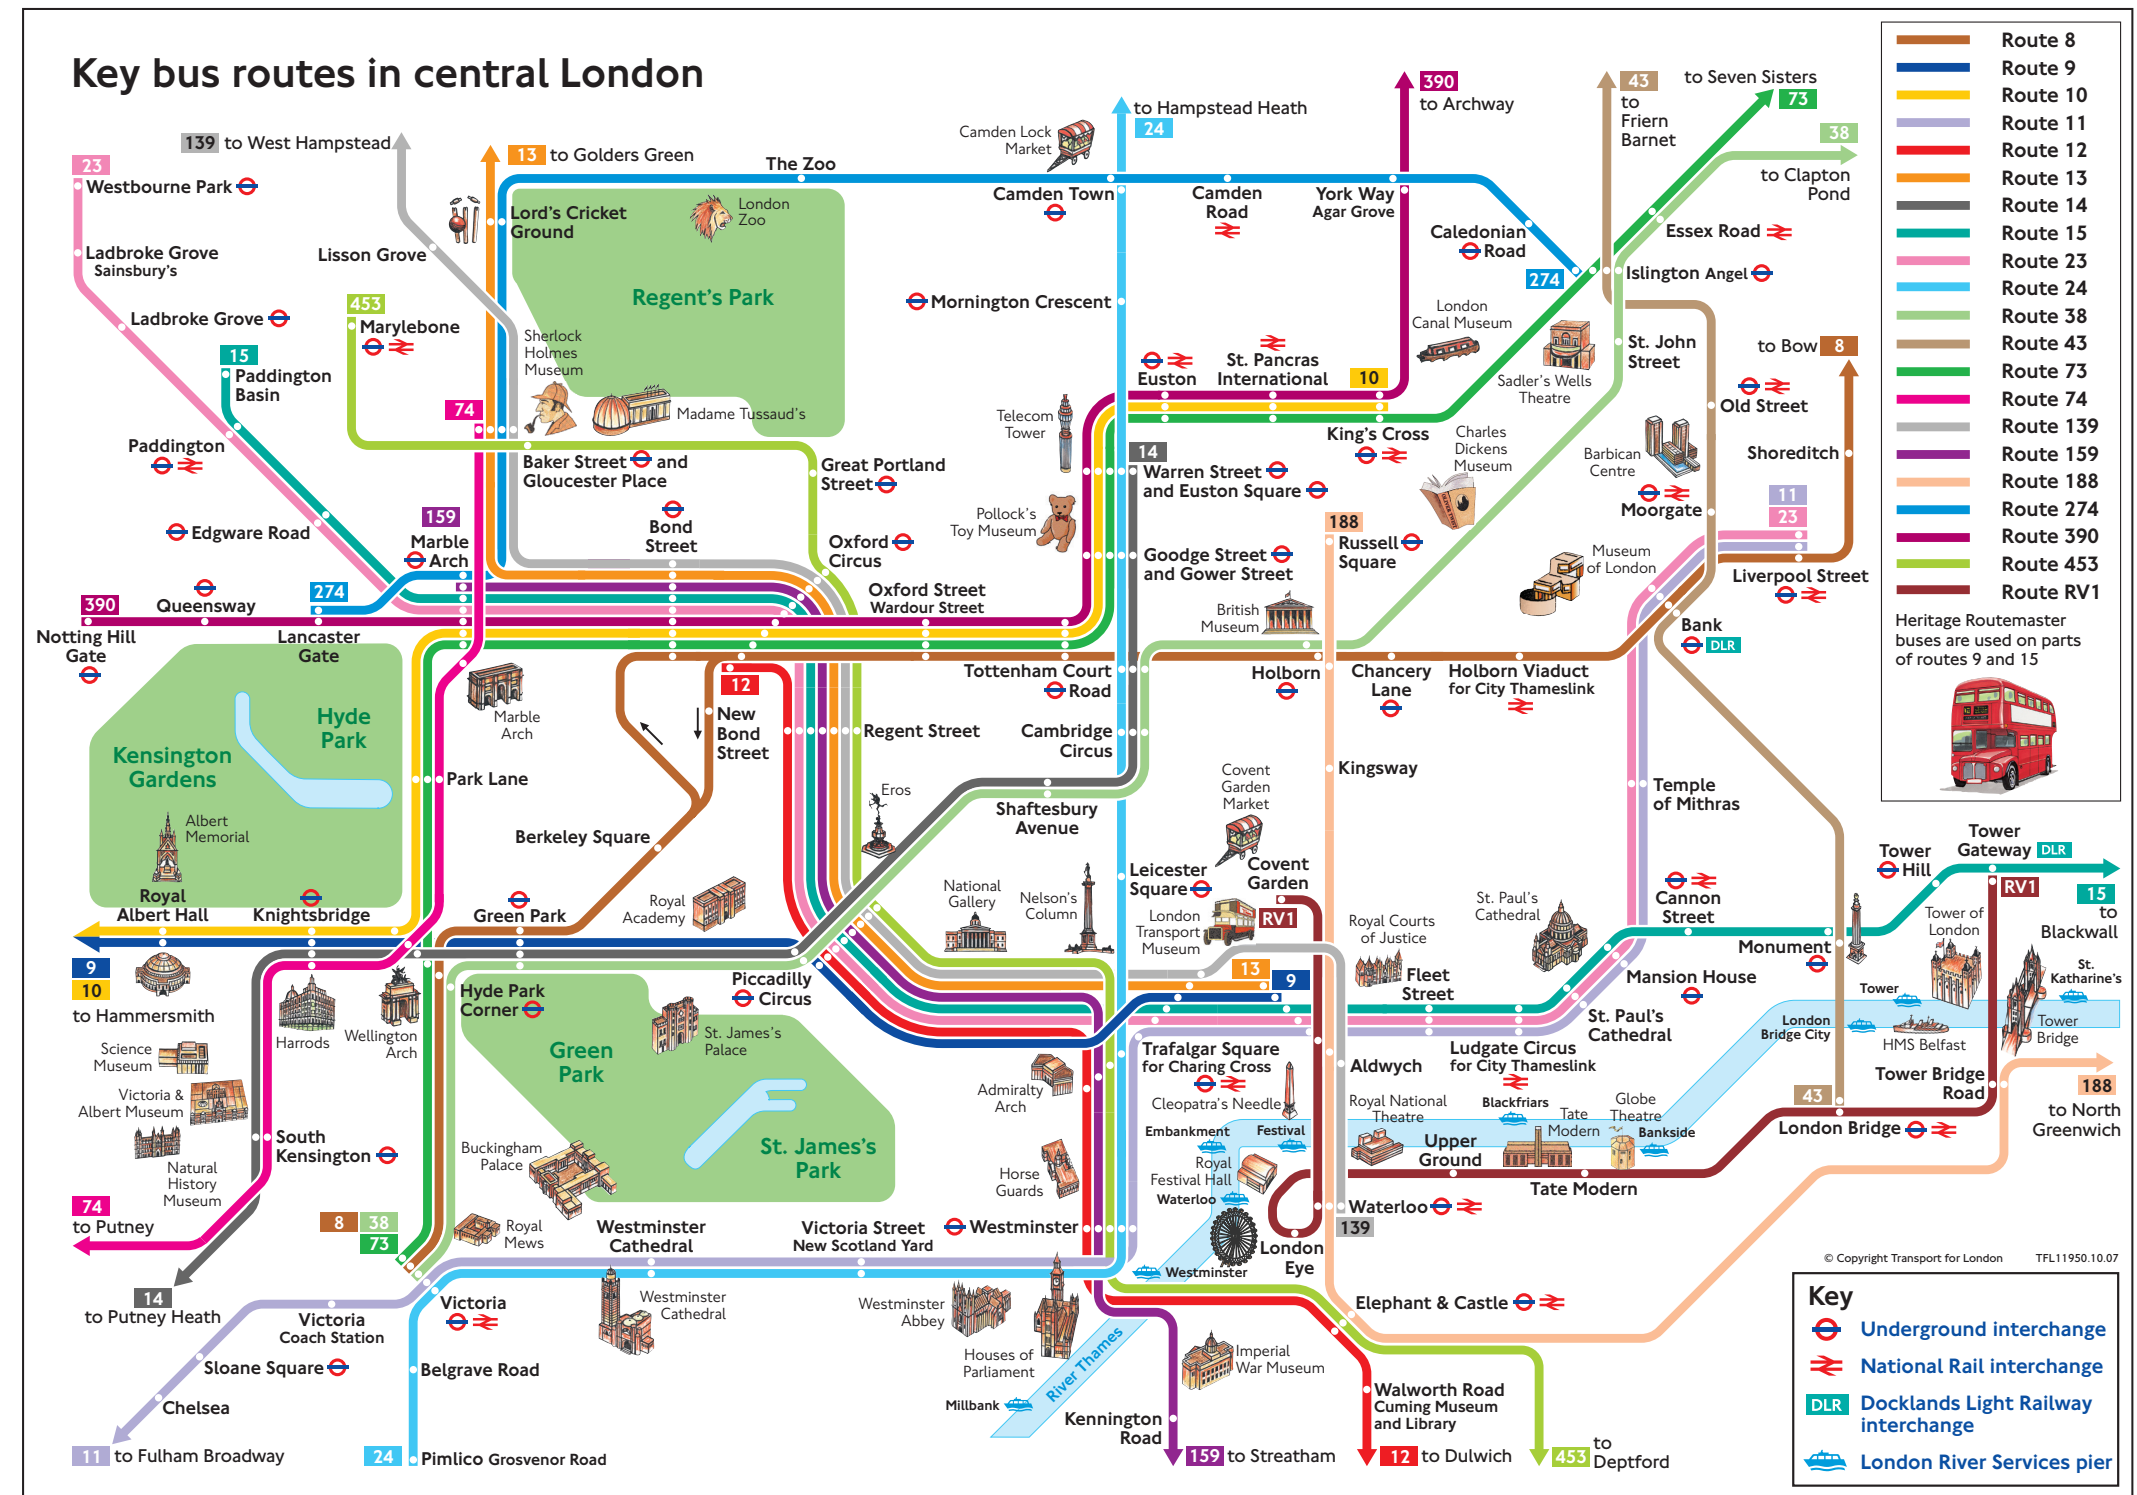 Key bus routes in central London
23
Westbourne Park
Ladbroke Grove
Sainsbury's
Ladbroke Grove
15
Paddington
Basin
Paddington
Edgware Road
139 to West Hampstead
Lisson Grove
453
Marylebone
13 to Golders Green
Lord's Cricket
Ground
The Zoo
London
Zoo
Regent's Park
Sherlock
Holmes
Museum
Madame Tussaud's
74
Baker Street and
Gloucester Place
Great Portland
Street
159
Marble
Arch
Bond
Street
Oxford
Circus
274
Queensway
390
Notting Hill
Gate
Lancaster
Gate
Oxford Street
Wardour Street
Camden Lock
Market
to Hampstead Heath
24
Camden Town
Camden
Road
York Way
Agar Grove
390
to Archway
Caledonian
Road
274
Mornington Crescent
Euston
St. Pancras
International
10
London
Canal Museum
King's Cross
Telecom
Tower
14
Warren Street
and Euston Square
Pollock's
Toy Museum
Goodge Street
and Gower Street
43
to
Friern
Barnet
to Seven Sisters
73
38
to Clapton
Pond
Essex Road
Islington Angel
St. John
Street
Sadler's Wells
Theatre
Charles
Dickens
Museum
188
Russell
Square
British
Museum
to Bow 8
Old Street
Barbican
Centre
Shoreditch
Moorgate
11
23
Museum
of London
Liverpool Street
Bank
DLR
Route 8
Route 9
Route 10
Route 11
Route 12
Route 13
Route 14
Route 15
Route 23
Route 24
Route 38
Route 43
Route 73
Route 74
Route 139
Route 159
Route 188
Route 274
Route 390
Route 453
Route RV1
Heritage Routemaster
buses are used on parts
of routes 9 and 15
Tottenham Court
Road
Holborn
Chancery
Lane
Holborn Viaduct
for City Thameslink
12
New
Bond
Street
Regent Street
Cambridge
Circus
Marble
Arch
Hyde
Park
Kensington
Gardens
Albert
Memorial
Park Lane
Berkeley Square
Eros
Shaftesbury
Avenue
Kingsway
Covent
Garden
Market
Temple
of Mithras
Royal
Albert Hall
Knightsbridge
Green Park
Royal
Academy
National
Gallery
Nelson's
Column
Leicester
Square
Covent
Garden
RV1
London
Transport
Museum
Royal Courts
of Justice
St. Paul's
Cathedral
Cannon
Street
Tower
Hill
Tower
Gateway DLR
RV1
15
to
Blackwall
Monument
Tower of
London
St.
Katharine's
9
10
to Hammersmith
Harrods
Wellington
Arch
Hyde Park
Corner
Piccadilly
Circus
St. James's
Palace
13
9
Fleet
Street
Mansion House
St. Paul's
Cathedral
Tower
London
Bridge City
HMS Belfast
Tower
Bridge
Science
Museum
Victoria &
Albert Museum
Natural
History
Museum
South
Kensington
Green
Park
St. James's
Park
Buckingham
Palace
Admiralty
Arch
Trafalgar Square
for Charing Cross
Cleopatra's Needle
Aldwych
Ludgate Circus
for City Thameslink
Tower Bridge
Road
188
to North
Greenwich
43
London Bridge
Embankment
Festival
Royal National
Theatre
Blackfriars
Tate
Modern
Globe
Theatre
Bankside
Upper
Ground
Tate Modern
Horse
Guards
Royal
Festival Hall
Waterloo
Waterloo
139
London
Eye
74
to Putney
8
38
73
Royal
Mews
Westminster
Cathedral
Victoria Street
New Scotland Yard
Westminster
Westminster
14
to Putney Heath
Victoria
Coach Station
Victoria
Westminster
Cathedral
Westminster
Abbey
Houses of
Parliament
River Thames
Millbank
Elephant & Castle
Imperial
War Museum
Sloane Square
Chelsea
Belgrave Road
Kennington
Road
Walworth Road
Cuming Museum
and Library
11 to Fulham Broadway
24 Pimlico Grosvenor Road
159 to Streatham
12 to Dulwich
453 to
Deptford
© Copyright Transport for London TFL11950.10.07
Key
Underground interchange
National Rail interchange
DLR Docklands Light Railway
interchange
London River Services pier